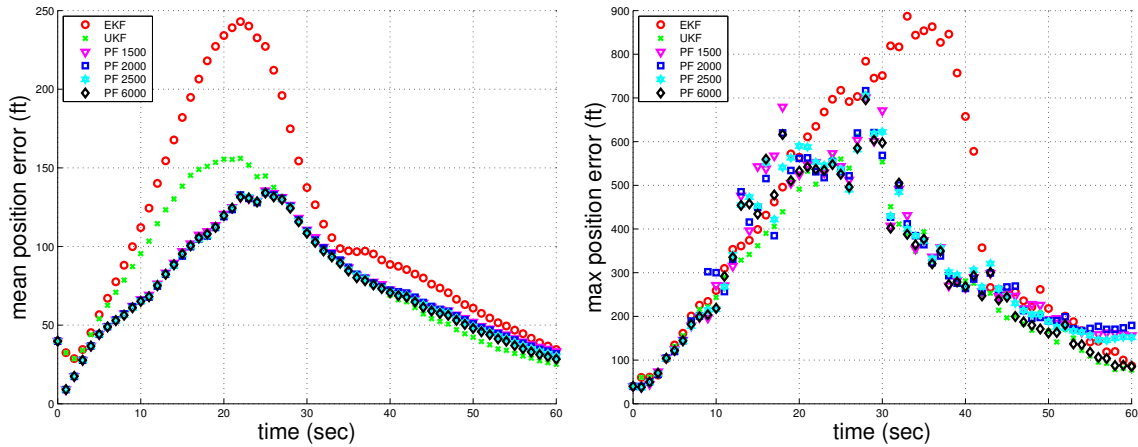 250
200
150
100
50
0
0
10
20
30
40
50
60
mean position error (ft)
time (sec)
EKF
UKF
PF 1500
PF 2000
PF 2500
PF 6000
900
800
700
600
500
400
300
200
100
0
0
10
20
30
40
50
60
max position error (ft)
time (sec)
EKF
UKF
PF 1500
PF 2000
PF 2500
PF 6000